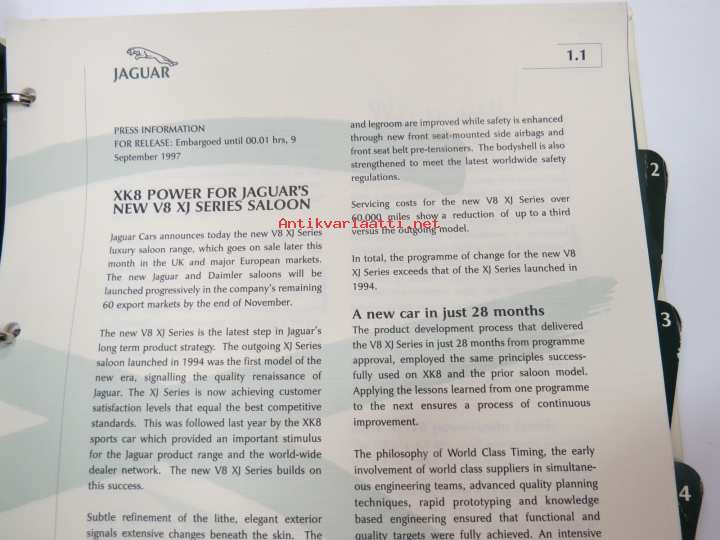 JAGUAR
1.1
PRESS INFORMATION
FOR RELEASE: Embargoed until 00.01 hrs, 9
September 1997
XK8 POWER FOR JAGUAR'S
NEW V8 XJ SERIES SALOON
Jaguar Cars announces today the new V8 XJ Series
luxury saloon range, which goes on sale later this
month in the UK and major European markets.
The new Jaguar and Daimler saloons will be
launched progressively in the company's remaining
60 export markets by the end of November.
The new V8 XJ Series is the latest step in Jaguar's
long term product strategy. The outgoing XJ Series
saloon launched in 1994 was the first model of the
new era, signalling the quality renaissance of
Jaguar. The XJ Series is now achieving customer
satisfaction levels that equal the best competitive
standards. This was followed last year by the XK8
sports car which provided an important stimulus
for the Jaguar product range and the world-wide
dealer network. The new V8 XJ Series builds on
this success.
Subtle refinement of the lithe, elegant exterior
signals extensive changes beneath the skin. The
and legroom are improved while safety is enhanced
through new front seat-mounted side airbags and
front seat belt pre-tensioners. The bodyshell is also
strengthened to meet the latest worldwide safety
regulations.
Servicing costs for the new V8 XJ Series over
60,000 miles show a reduction of up to a third
versus the outgoing model.
In total, the programme of change for the new V8
XJ Series exceeds that of the XJ Series launched in
1994.
A new car in just 28 months
The product development process that delivered
the V8 XJ Series in just 28 months from programme
approval, employed the same principles success-
fully used on XK8 and the prior saloon model.
Applying the lessons learned from one programme
to the next ensures a process of continuous
improvement.
The philosophy of World Class Timing, the early
involvement of world class suppliers in simultane-
ous engineering teams, advanced quality planning
techniques, rapid prototyping and knowledge
based engineering ensured that functional and
quality targets were fully achieved. An intensive
2
3
4
Antikvariaatti.net